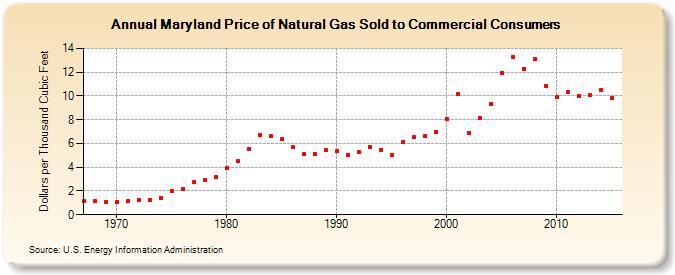 Annual Maryland Price of Natural Gas Sold to Commercial Consumers
Dollars per Thousand Cubic Feet
14
12
10
8
6
4
2
0
1970 1980 1990 2000 2010
Source: U.S. Energy Information Administration